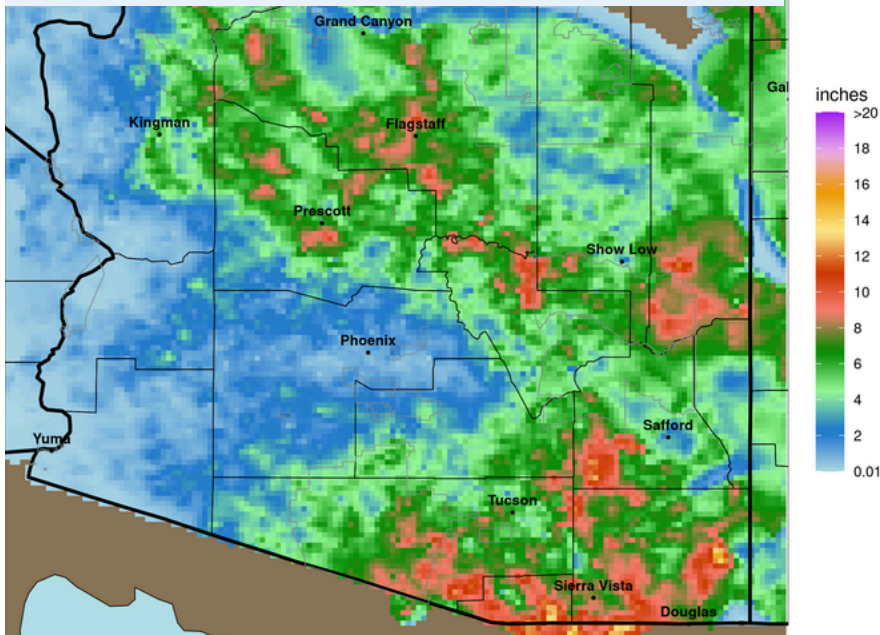 Grand Canyon
Gal
inches
Kingman
Flagstaff
>20
18
16
Prescott
14
Show Low
12
10
Phoenix
8
6
Safford
4
Yuma
2
0.01
Tucson
Sierra Vista
Douglas